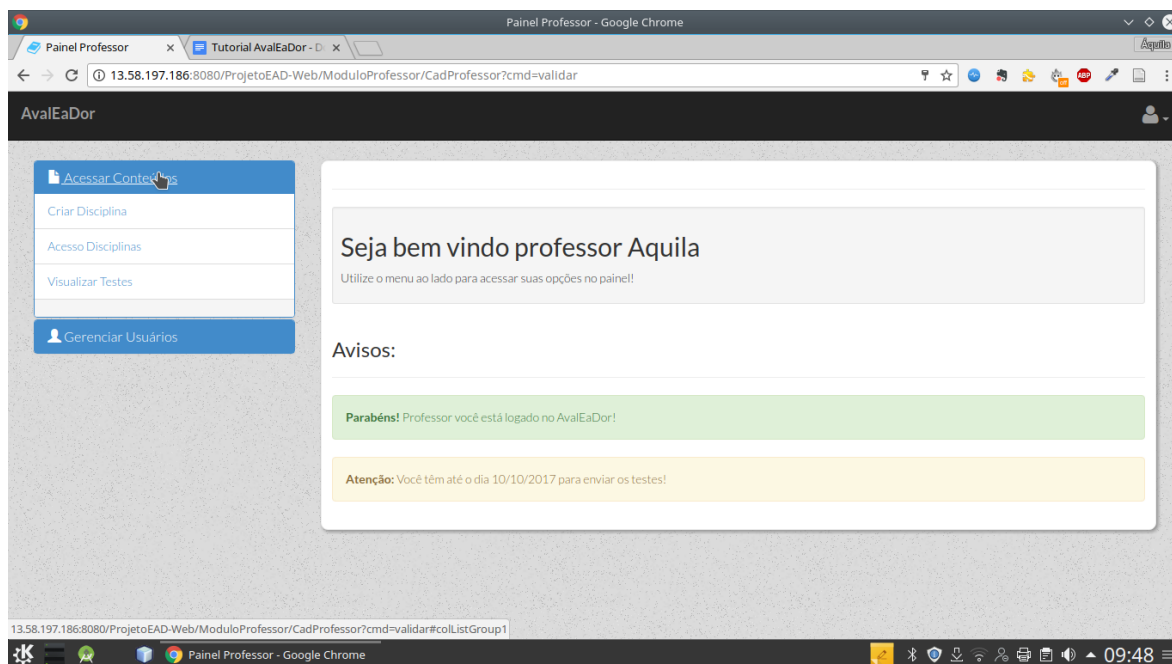 Painel Professor - Google Chrome
Painel Professor
Tutorial AvalEaDor - D
Áquila
13.58.197.186:8080/ProjetoEAD-Web/ModuloProfessor/CadProfessor?cmd=validar
ABP
AvalEaDor
Acessar Conteúdos
Criar Disciplina
Acesso Disciplinas
Visualizar Testes
Gerenciar Usuários
Seja bem vindo professor Aquila
Utilize o menu ao lado para acessar suas opções no painel!
Avisos:
Parabéns! Professor você está logado no AvalEaDor!
Atenção: Você têm até o dia 10/10/2017 para enviar os testes!
13.58.197.186:8080/ProjetoEAD-Web/ModuloProfessor/CadProfessor?cmd=validar#colListGroup1
Painel Professor - Google Chrome
09:48